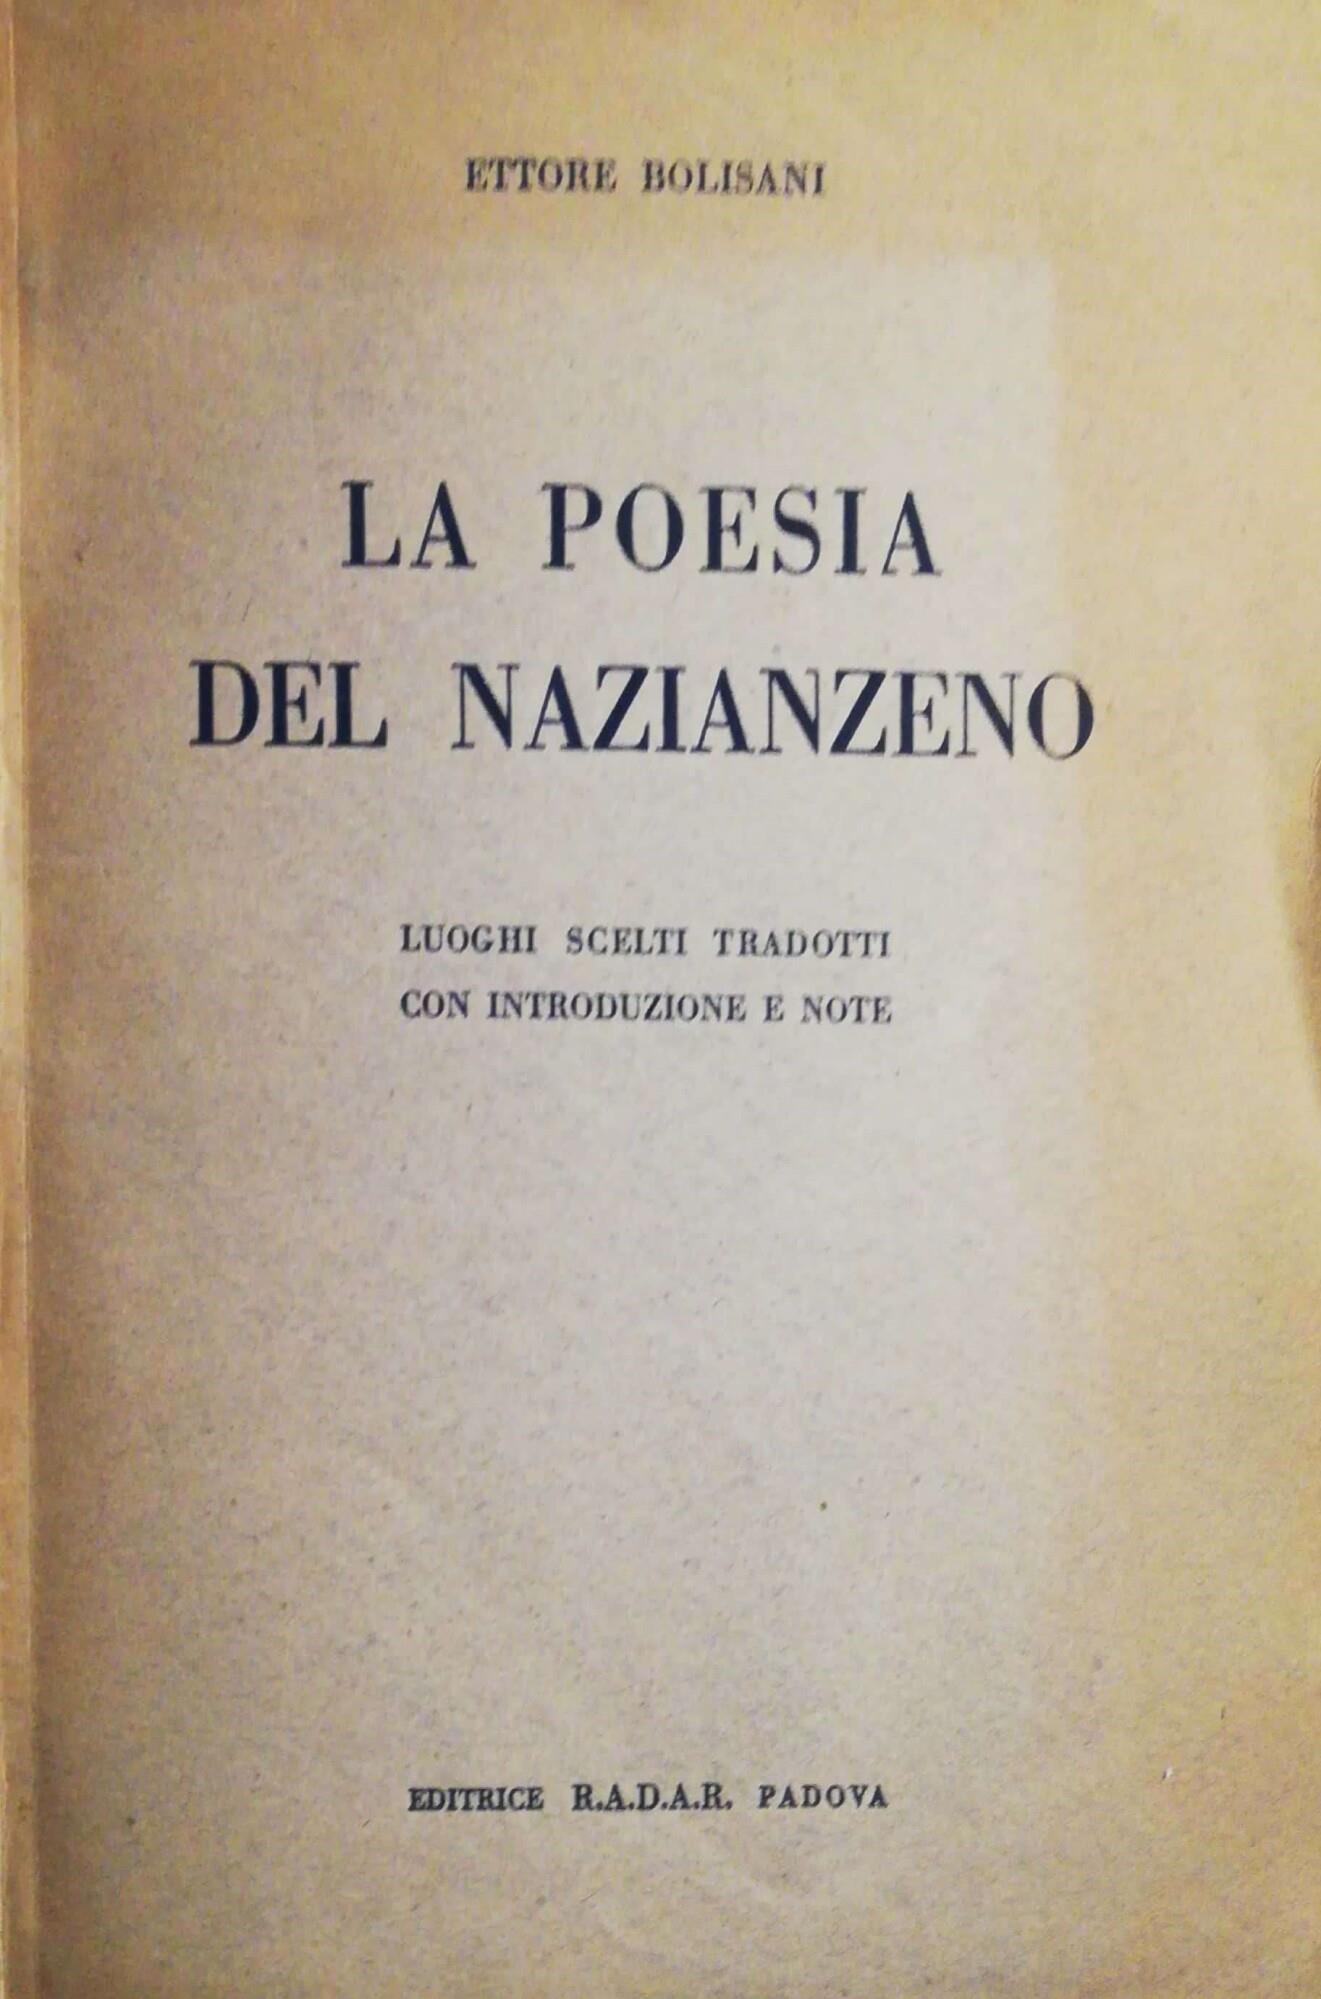 ETTORE BOLISANI
LA POESIA
DEL NAZIANZENO
LUOGHI SCELTI TRADOTTI
CON INTRODUZIONE E NOTE
EDITRICE R.A.D.A.R. PADOVA